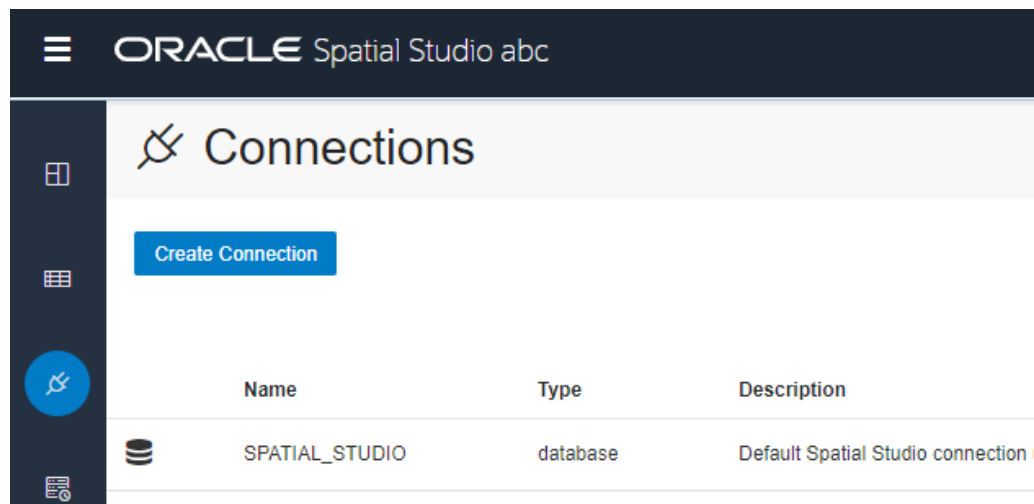 ORACLE Spatial Studio abc
Connections
Create Connection
Name Type Description
SPATIAL_STUDIO database Default Spatial Studio connection